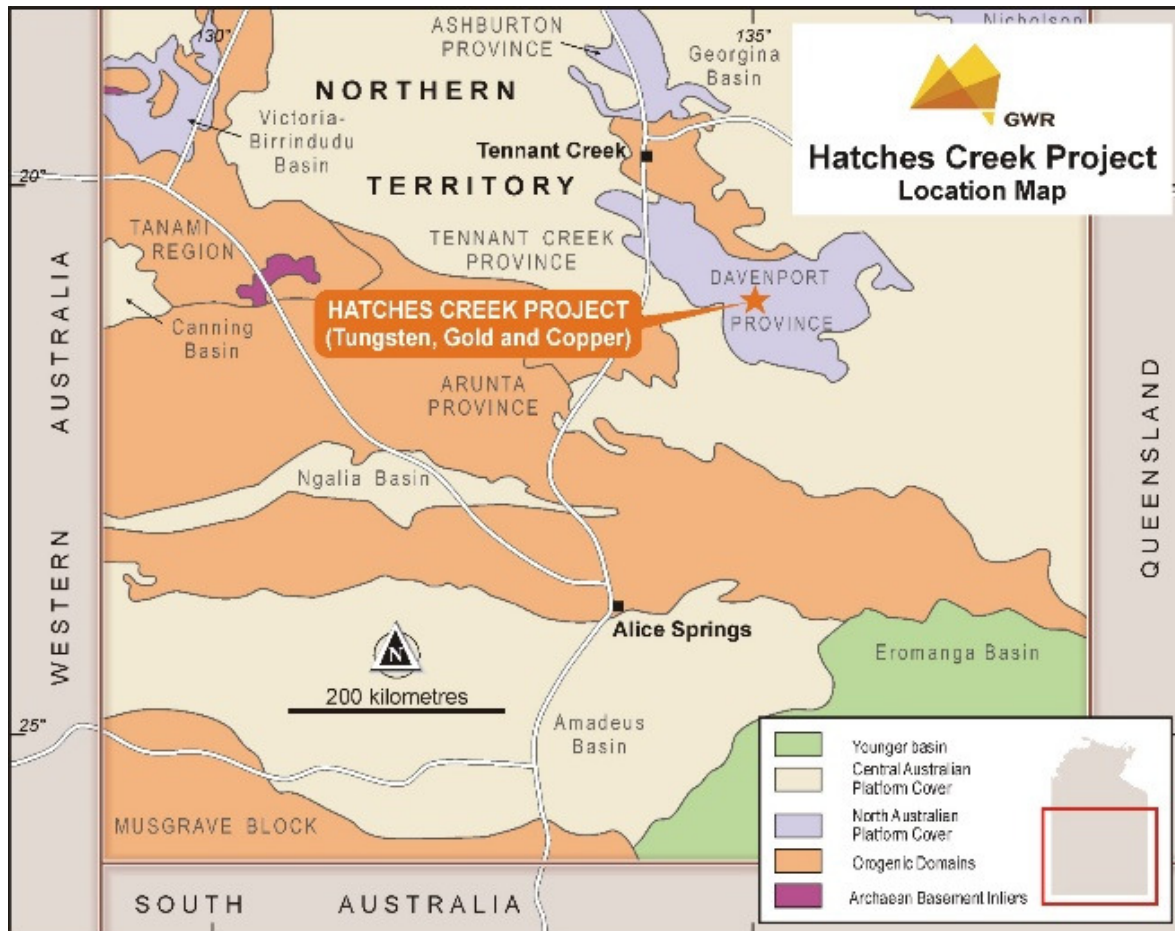 130°
ASHBURTON
PROVINCE
135°
Nicholson
Georgina
Basin
GWR
Hatches Creek Project
Location Map
NORTHERN
TERRITORY
Victoria-
Birrindudu
Basin
Tennant Creek
20°
TANAMI
REGION
TENNANT CREEK
PROVINCE
DAVENPORT
PROVINCE
HATCHES CREEK PROJECT
(Tungsten, Gold and Copper)
Canning
Basin
ARUNTA
PROVINCE
WESTERN AUSTRALIA
QUEENSLAND
Ngalia Basin
Alice Springs
Eromanga Basin
N
200 kilometres
25°
Amadeus
Basin
MUSGRAVE BLOCK
SOUTH AUSTRALIA
Younger basin
Central Australian
Platform Cover
North Australian
Platform Cover
Orogenic Domains
Archaean Basement Inliers